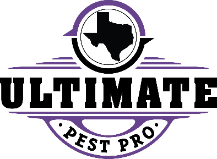 ULTIMATE
· PEST PRO ·